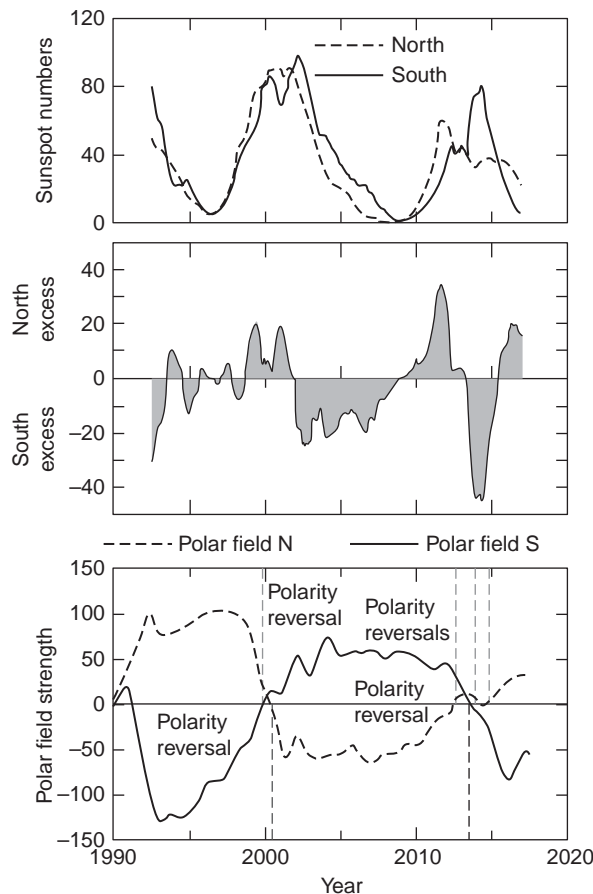 120
80
40
0
Sunspot numbers
North
South
40
20
0
−20
−40
North
excess
South
excess
Polar field N
Polar field S
150
100
50
0
−50
−100
−150
Polar field strength
Polarity
reversal
Polarity
reversals
Polarity
reversal
Polarity
reversal
1990
2000
2010
2020
Year